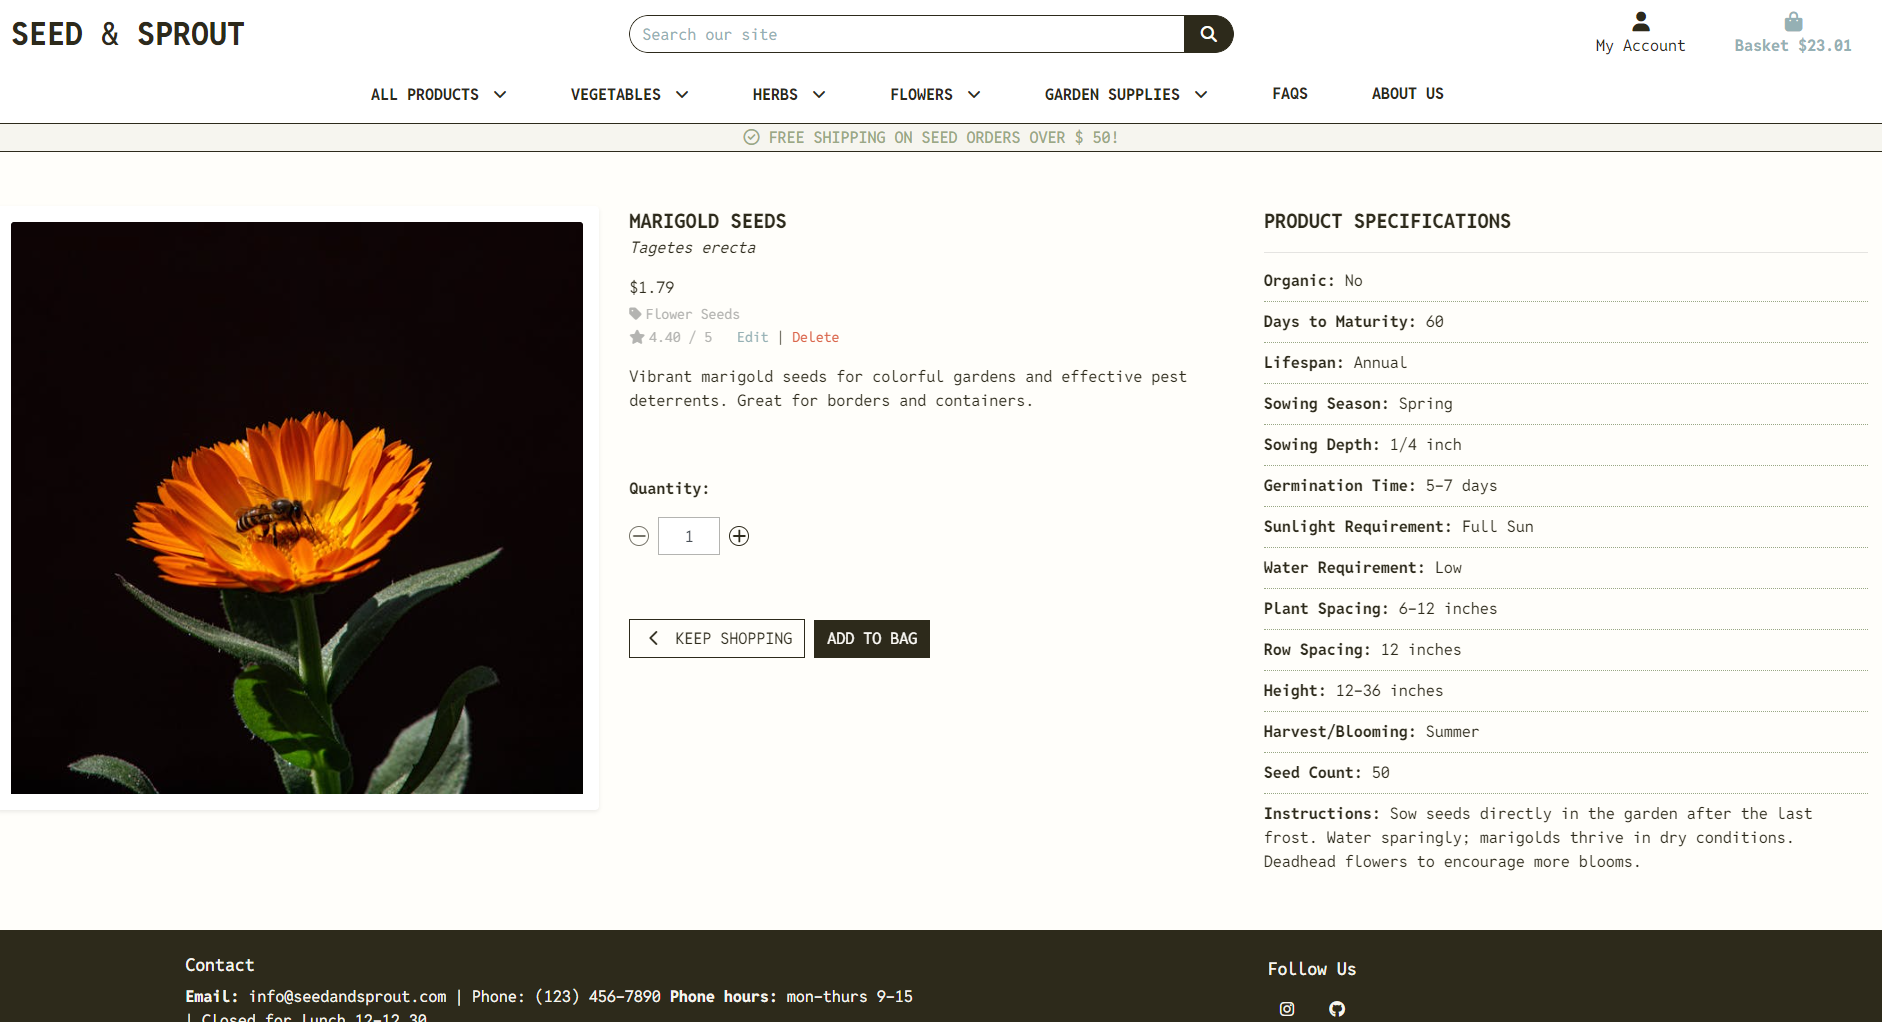 SEED & SPROUT
Search our site
My Account
Basket $23.01
ALL PRODUCTS
VEGETABLES
HERBS
FLOWERS
GARDEN SUPPLIES
FAQS
ABOUT US
FREE SHIPPING ON SEED ORDERS OVER $ 50!
MARIGOLD SEEDS
Tagetes erecta
$1.79
Flower Seeds
4.40 / 5 Edit | Delete
Vibrant marigold seeds for colorful gardens and effective pest
deterrents. Great for borders and containers.
Quantity:
1
KEEP SHOPPING
ADD TO BAG
PRODUCT SPECIFICATIONS
Organic: No
Days to Maturity: 60
Lifespan: Annual
Sowing Season: Spring
Sowing Depth: 1/4 inch
Germination Time: 5-7 days
Sunlight Requirement: Full Sun
Water Requirement: Low
Plant Spacing: 6-12 inches
Row Spacing: 12 inches
Height: 12-36 inches
Harvest/Blooming: Summer
Seed Count: 50
Instructions: Sow seeds directly in the garden after the last
frost. Water sparingly; marigolds thrive in dry conditions.
Deadhead flowers to encourage more blooms.
Contact
Email: info@seedandsprout.com | Phone: (123) 456-7890 Phone hours: mon-thurs 9-15
| Closed for lunch 12-12.30
Follow Us